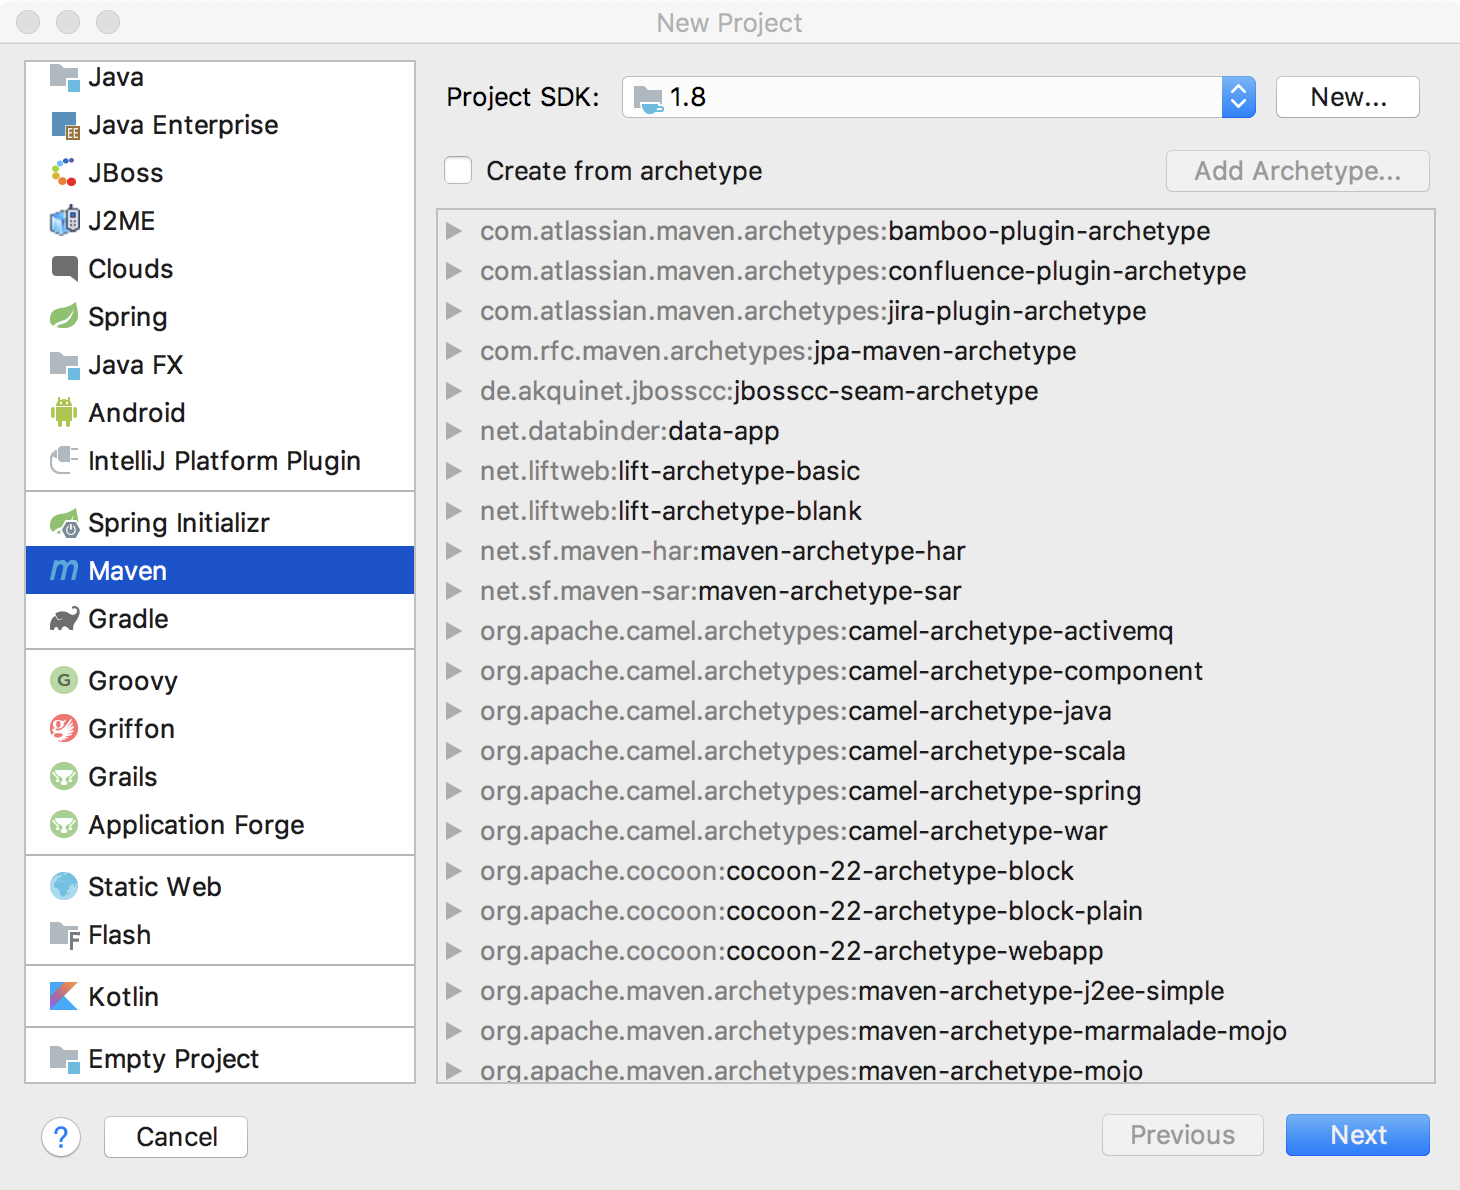 New Project
Java
Java Enterprise
JBoss
J2ME
Clouds
Spring
Java FX
Android
IntelliJ Platform Plugin
Spring Initializr
Maven
Gradle
Groovy
Griffon
Grails
Application Forge
Static Web
Flash
Kotlin
Empty Project
Project SDK: 1.8 New...
Create from archetype Add Archetype...
com.atlassian.maven.archetypes:bamboo-plugin-archetype
com.atlassian.maven.archetypes:confluence-plugin-archetype
com.atlassian.maven.archetypes:jira-plugin-archetype
com.rfc.maven.archetypes:jpa-maven-archetype
de.akquinet.jbosscc:jbosscc-seam-archetype
net.databinder:data-app
net.liftweb:lift-archetype-basic
net.liftweb:lift-archetype-blank
net.sf.maven-har:maven-archetype-har
net.sf.maven-sar:maven-archetype-sar
org.apache.camel.archetypes:camel-archetype-activemq
org.apache.camel.archetypes:camel-archetype-component
org.apache.camel.archetypes:camel-archetype-java
org.apache.camel.archetypes:camel-archetype-scala
org.apache.camel.archetypes:camel-archetype-spring
org.apache.camel.archetypes:camel-archetype-war
org.apache.cocoon:cocoon-22-archetype-block
org.apache.cocoon:cocoon-22-archetype-block-plain
org.apache.cocoon:cocoon-22-archetype-webapp
org.apache.maven.archetypes:maven-archetype-j2ee-simple
org.apache.maven.archetypes:maven-archetype-marmalade-mojo
org.apache.maven.archetypes:maven-archetype-mojo
? Cancel Previous Next